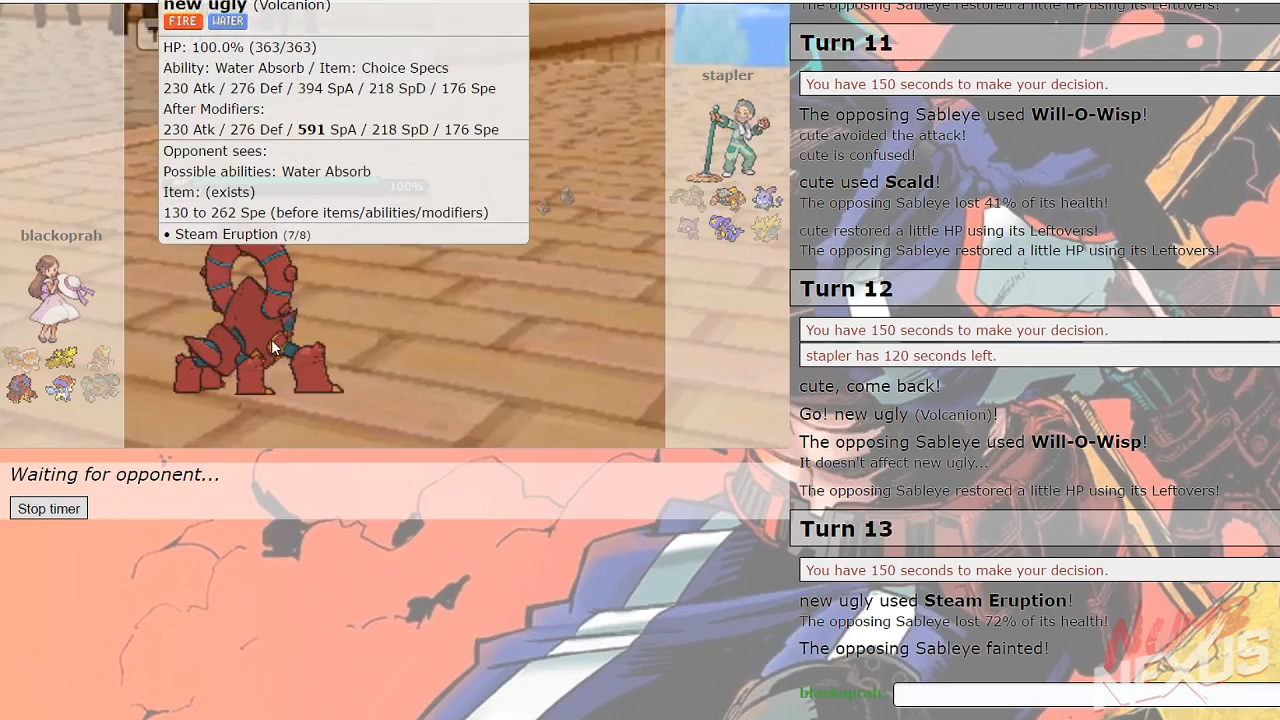 new ugly (Volcanion)
FIRE WATER
HP: 100.0% (363/363)
Ability: Water Absorb / Item: Choice Specs
230 Atk / 276 Def / 394 SpA / 218 SpD / 176 Spe
After Modifiers:
230 Atk / 276 Def / 591 SpA / 218 SpD / 176 Spe
Opponent sees:
Possible abilities: Water Absorb
100%
Item: (exists)
130 to 262 Spe (before items/abilities/modifiers)
• Steam Eruption (7/8)
blackoprah
stapler
Waiting for opponent...
Stop timer
The opposing Sableye restored a little HP using its Leftovers!
Turn 11
You have 150 seconds to make your decision.
The opposing Sableye used Will-O-Wisp!
cute avoided the attack!
cute is confused!
cute used Scald!
The opposing Sableye lost 41% of its health!
cute restored a little HP using its Leftovers!
The opposing Sableye restored a little HP using its Leftovers!
Turn 12
You have 150 seconds to make your decision.
stapler has 120 seconds left.
cute, come back!
Go! new ugly (Volcanion)!
The opposing Sableye used Will-O-Wisp!
It doesn't affect new ugly...
The opposing Sableye restored a little HP using its Leftovers!
Turn 13
You have 150 seconds to make your decision.
new ugly used Steam Eruption!
The opposing Sableye lost 72% of its health!
The opposing Sableye fainted!
blackoprah
NEXUS